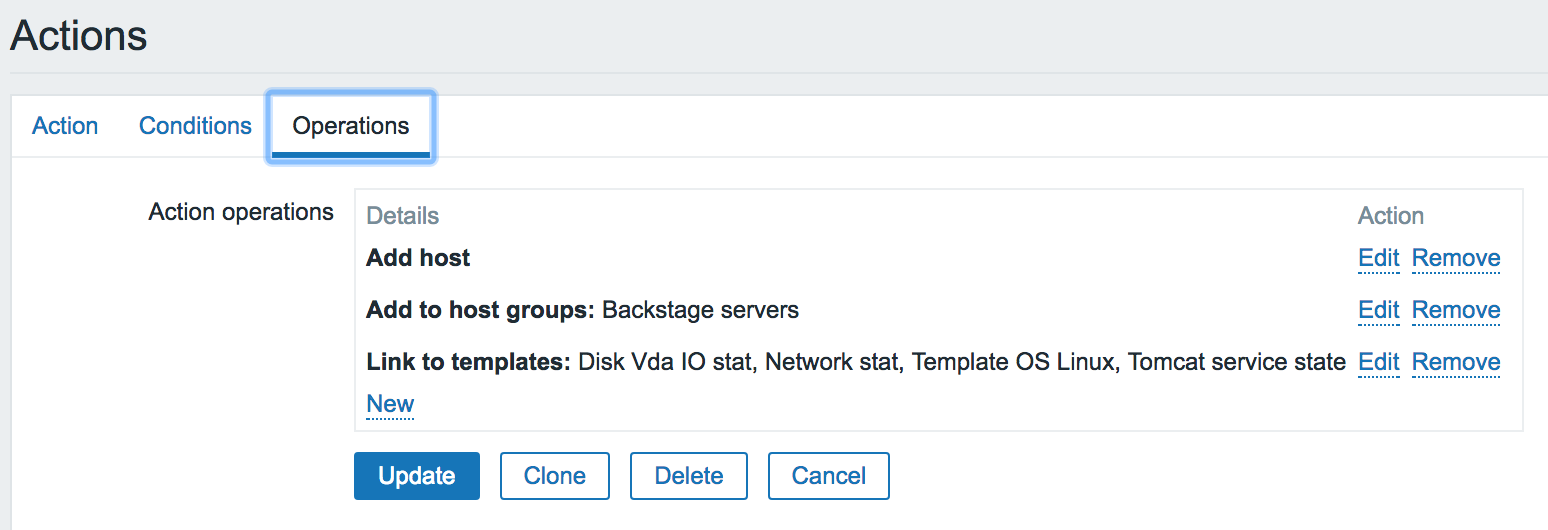 Actions
Action Conditions Operations
Action operations Details Action
Add host Edit Remove
Add to host groups: Backstage servers Edit Remove
Link to templates: Disk Vda IO stat, Network stat, Template OS Linux, Tomcat service state Edit Remove
New
Update Clone Delete Cancel